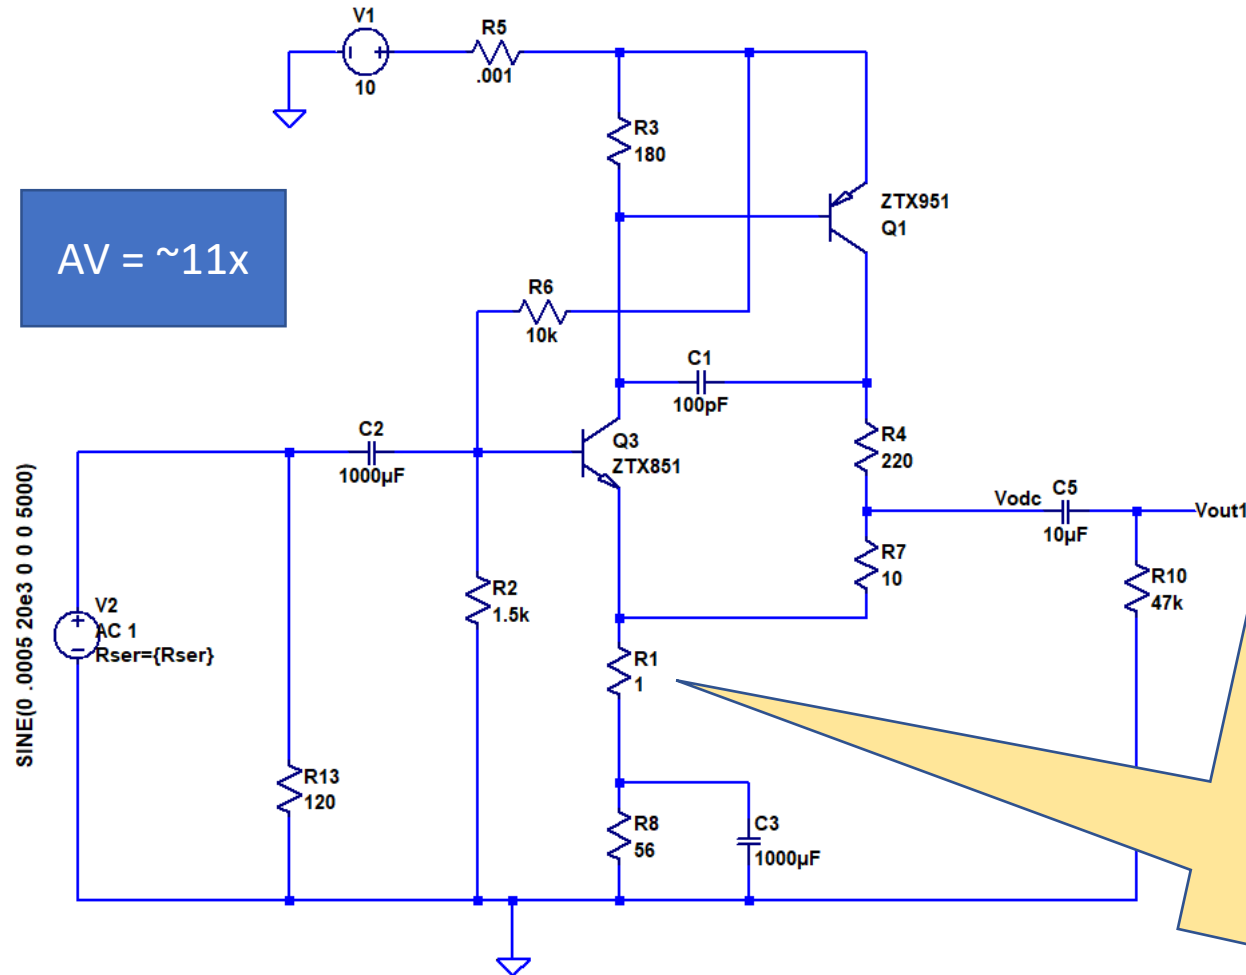 V1
10
R5
.001
R3
180
ZTX951
Q1
AV = ~11x
R6
10k
C1
100pF
C2
1000µF
Q3
ZTX851
R4
220
Vodc
C5
10µF
Vout1
R7
10
R10
47k
SINE(0 .0005 20e3 0 0 0 5000)
V2
AC 1
Rser={Rser}
R2
1.5k
R1
1
R13
120
R8
56
C3
1000µF